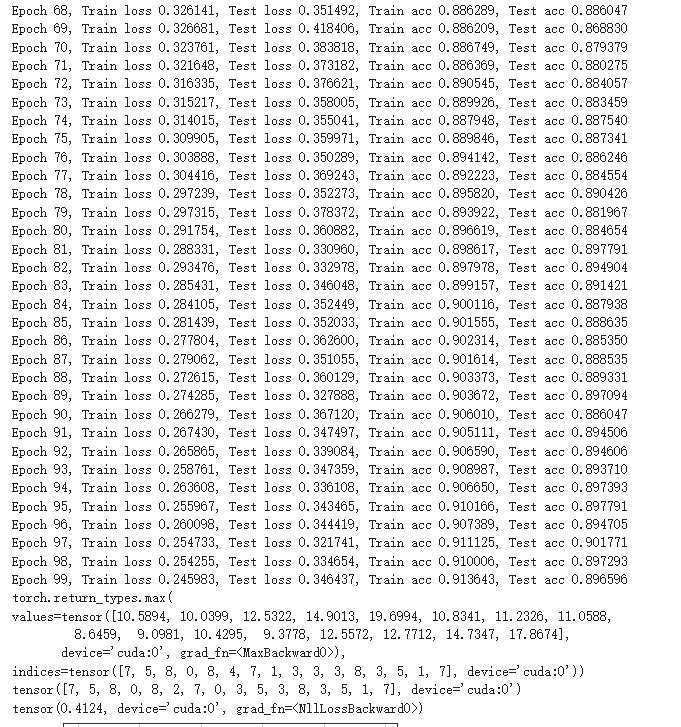 Epoch 68, Train loss 0.326141, Test loss 0.351492, Train acc 0.886289, Test acc 0.886047
Epoch 69, Train loss 0.326681, Test loss 0.418406, Train acc 0.886209, Test acc 0.868830
Epoch 70, Train loss 0.323761, Test loss 0.383818, Train acc 0.886749, Test acc 0.879379
Epoch 71, Train loss 0.321648, Test loss 0.373182, Train acc 0.886369, Test acc 0.880275
Epoch 72, Train loss 0.316335, Test loss 0.376621, Train acc 0.890545, Test acc 0.884057
Epoch 73, Train loss 0.315217, Test loss 0.358005, Train acc 0.889926, Test acc 0.883459
Epoch 74, Train loss 0.314015, Test loss 0.355041, Train acc 0.887948, Test acc 0.887540
Epoch 75, Train loss 0.309905, Test loss 0.359971, Train acc 0.889846, Test acc 0.887341
Epoch 76, Train loss 0.303888, Test loss 0.350289, Train acc 0.894142, Test acc 0.886246
Epoch 77, Train loss 0.304416, Test loss 0.369243, Train acc 0.892223, Test acc 0.884554
Epoch 78, Train loss 0.297239, Test loss 0.352273, Train acc 0.895820, Test acc 0.890426
Epoch 79, Train loss 0.297315, Test loss 0.378372, Train acc 0.893922, Test acc 0.881967
Epoch 80, Train loss 0.291754, Test loss 0.360882, Train acc 0.896619, Test acc 0.884654
Epoch 81, Train loss 0.288331, Test loss 0.330960, Train acc 0.898617, Test acc 0.897791
Epoch 82, Train loss 0.293476, Test loss 0.332978, Train acc 0.897978, Test acc 0.894904
Epoch 83, Train loss 0.285431, Test loss 0.346048, Train acc 0.899157, Test acc 0.891421
Epoch 84, Train loss 0.284105, Test loss 0.352449, Train acc 0.900116, Test acc 0.887938
Epoch 85, Train loss 0.281439, Test loss 0.352033, Train acc 0.901555, Test acc 0.888635
Epoch 86, Train loss 0.277804, Test loss 0.362600, Train acc 0.902314, Test acc 0.885350
Epoch 87, Train loss 0.279062, Test loss 0.351055, Train acc 0.901614, Test acc 0.888535
Epoch 88, Train loss 0.272615, Test loss 0.360129, Train acc 0.903373, Test acc 0.889331
Epoch 89, Train loss 0.274285, Test loss 0.327888, Train acc 0.903672, Test acc 0.897094
Epoch 90, Train loss 0.266279, Test loss 0.367120, Train acc 0.906010, Test acc 0.886047
Epoch 91, Train loss 0.267430, Test loss 0.347497, Train acc 0.905111, Test acc 0.894506
Epoch 92, Train loss 0.265865, Test loss 0.339084, Train acc 0.906590, Test acc 0.894606
Epoch 93, Train loss 0.258761, Test loss 0.347359, Train acc 0.908987, Test acc 0.893710
Epoch 94, Train loss 0.263608, Test loss 0.336108, Train acc 0.906650, Test acc 0.897393
Epoch 95, Train loss 0.255967, Test loss 0.343465, Train acc 0.910166, Test acc 0.897791
Epoch 96, Train loss 0.260098, Test loss 0.344419, Train acc 0.907389, Test acc 0.894705
Epoch 97, Train loss 0.254733, Test loss 0.321741, Train acc 0.911125, Test acc 0.901771
Epoch 98, Train loss 0.254255, Test loss 0.334654, Train acc 0.910006, Test acc 0.897293
Epoch 99, Train loss 0.245983, Test loss 0.346437, Train acc 0.913643, Test acc 0.896596
torch.return_types.max(
values=tensor([10.5894, 10.0399, 12.5322, 14.9013, 19.6994, 10.8341, 11.2326, 11.0588,
8.6459, 9.0981, 10.4295, 9.3778, 12.5572, 12.7712, 14.7347, 17.8674],
device='cuda:0', grad_fn=<MaxBackward0>),
indices=tensor([7, 5, 8, 0, 8, 4, 7, 1, 3, 3, 3, 8, 3, 5, 1, 7], device='cuda:0'))
tensor([7, 5, 8, 0, 8, 2, 7, 0, 3, 5, 3, 8, 3, 5, 1, 7], device='cuda:0')
tensor(0.4124, device='cuda:0', grad_fn=<NllLossBackward0>)